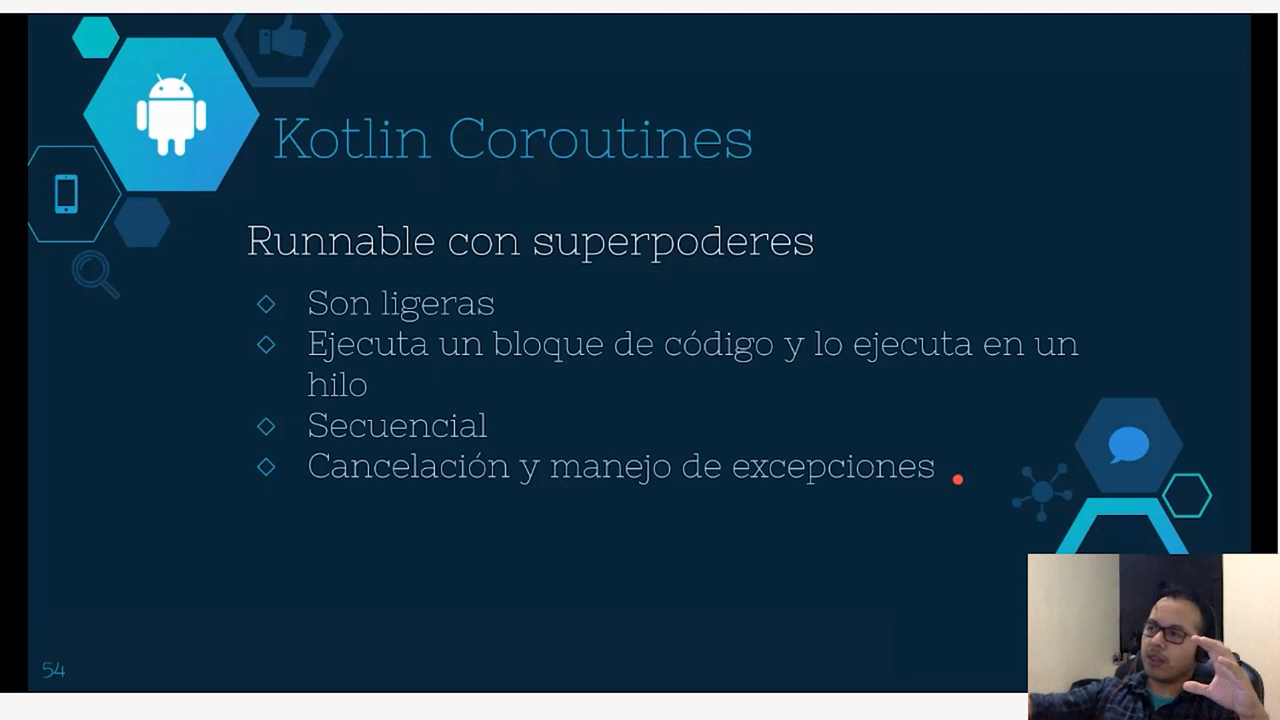 Kotlin Coroutines
Runnable con superpoderes
Son ligeras
Ejecuta un bloque de código y lo ejecuta en un
hilo
Secuencial
Cancelación y manejo de excepciones
54